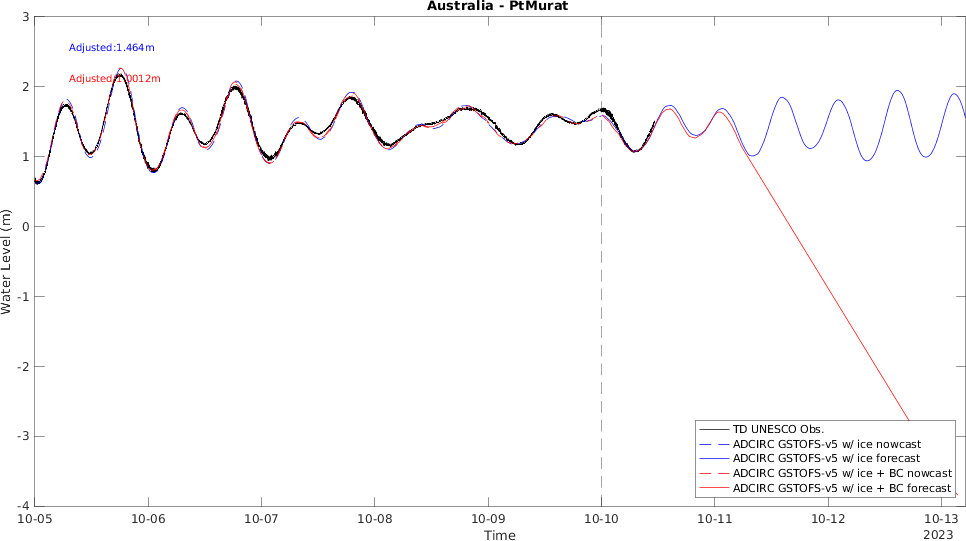 Australia - PtMurat
Adjusted:1.464m
Adjusted:1.0012m
Water Level (m)
3
2
1
0
-1
-2
-3
-4
TD UNESCO Obs.
ADCIRC GSTOFS-v5 w/ ice nowcast
ADCIRC GSTOFS-v5 w/ ice forecast
ADCIRC GSTOFS-v5 w/ice + BC nowcast
ADCIRC GSTOFS-v5 w/ice + BC forecast
10-05 10-06 10-07 10-08 10-09 10-10 10-11 10-12 10-13
Time
2023